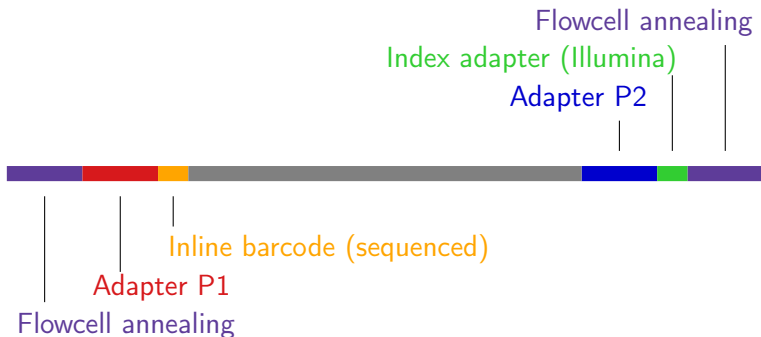 Flowcell annealing
Index adapter (Illumina)
Adapter P2
Inline barcode (sequenced)
Adapter P1
Flowcell annealing